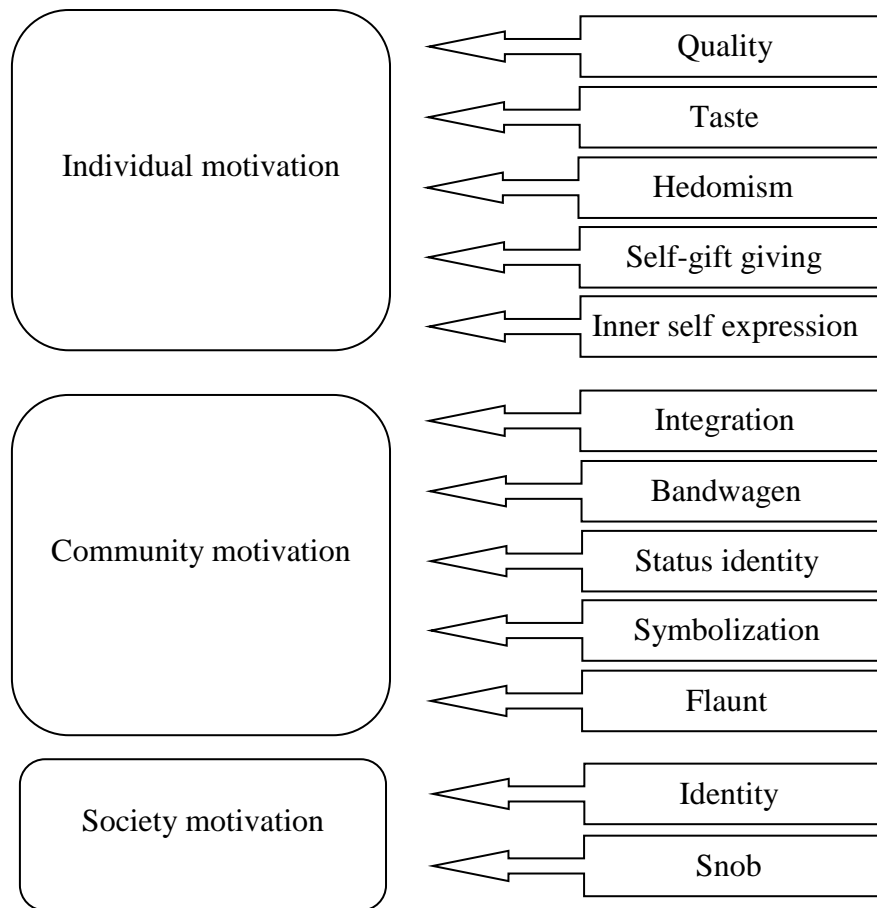 Individual motivation
Quality
Taste
Hedomism
Self-gift giving
Inner self expression
Community motivation
Integration
Bandwagen
Status identity
Symbolization
Flaunt
Society motivation
Identity
Snob